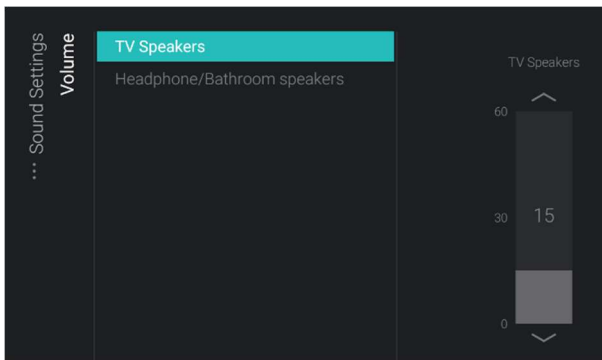 ... Sound Settings
Volume
TV Speakers
Headphone/Bathroom speakers
TV Speakers
60
30
15
0